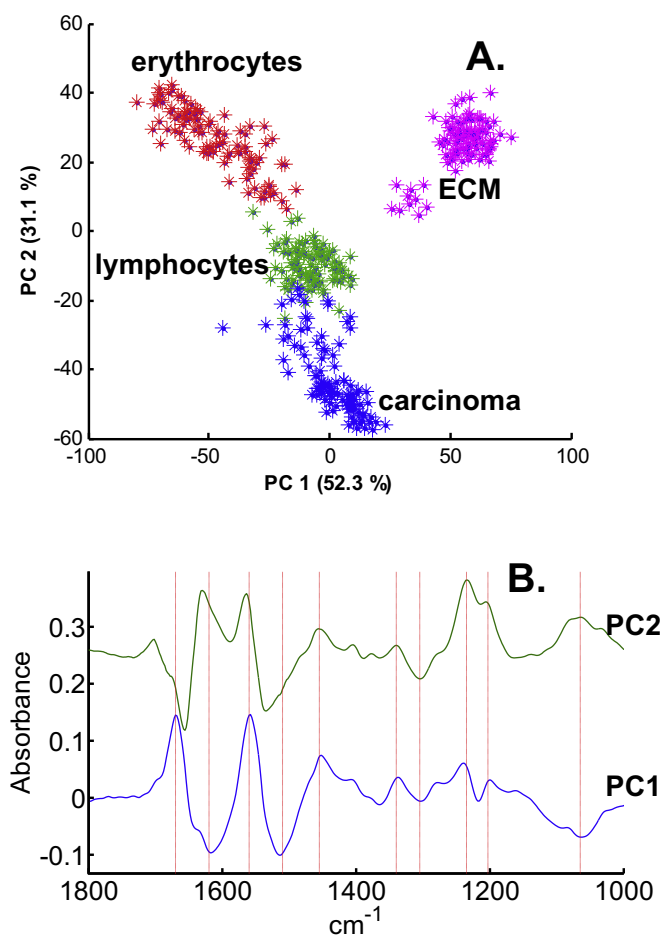 60
40
20
0
-20
-40
-60
PC 2 (31.1 %)
erythrocytes
A.
ECM
lymphocytes
carcinoma
-100
-50
0
50
100
PC 1 (52.3 %)
B.
0.3
0.2
0.1
0
-0.1
Absorbance
PC2
PC1
1800
1600
1400
1200
1000
cm-1